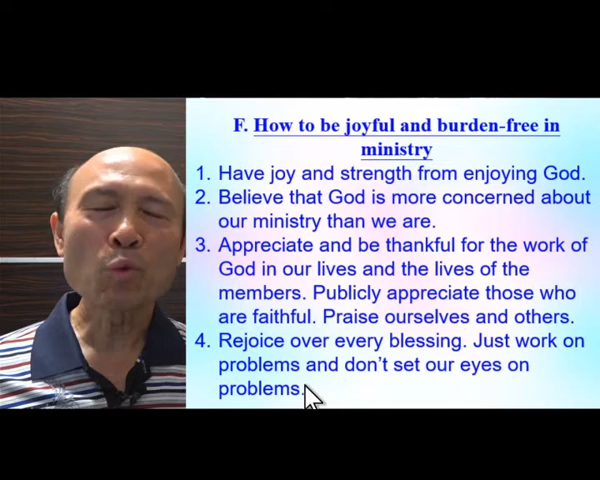 F. How to be joyful and burden-free in
ministry
1. Have joy and strength from enjoying God.
2. Believe that God is more concerned about
our ministry than we are.
3. Appreciate and be thankful for the work of
God in our lives and the lives of the
members. Publicly appreciate those who
are faithful. Praise ourselves and others.
4. Rejoice over every blessing. Just work on
problems and don't set our eyes on
problems.